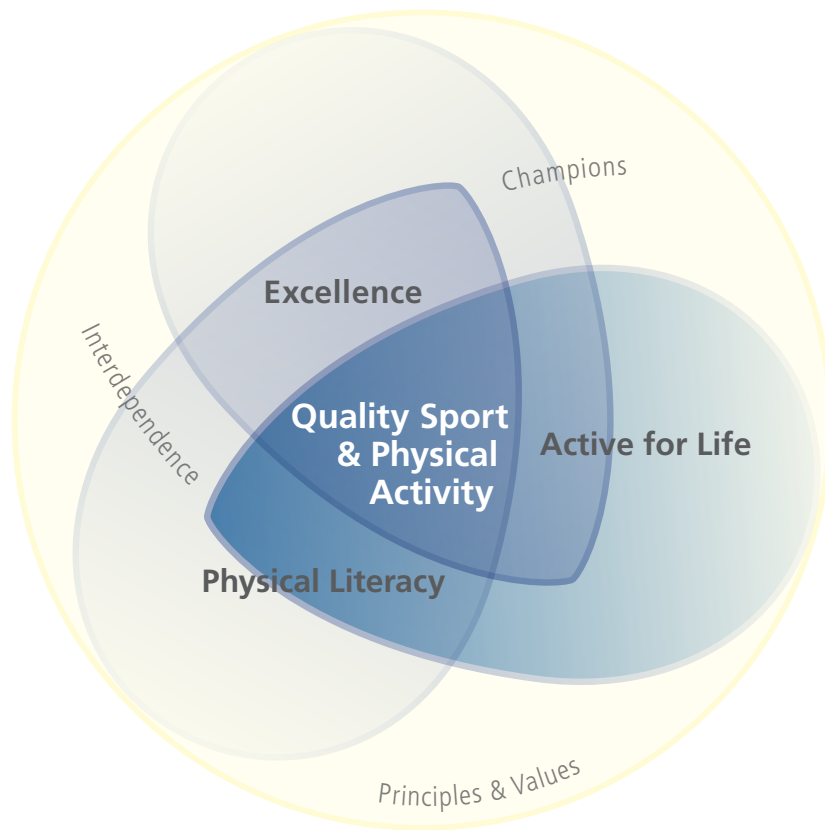 Champions
Excellence
Interdependence
Quality Sport
& Physical
Activity
Active for Life
Physical Literacy
Principles & Values